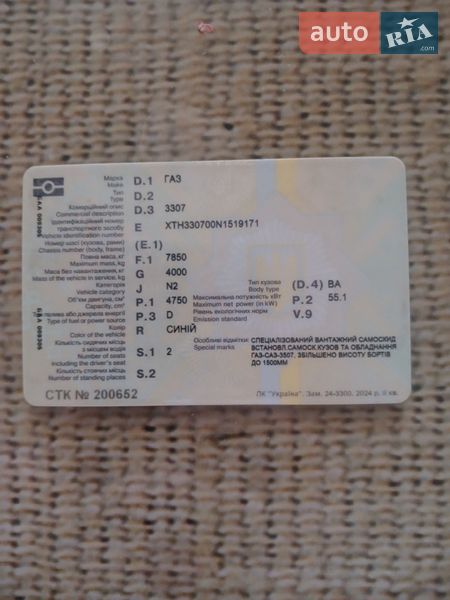 auto RIA .com
Марка Make D.1 ГАЗ
Тип Type D.2
Комерційний опис Commercial description D.3 3307
Ідентифікаційний номер транспортного засобу Vehicle identification number E XTH330700N1519171
Номер шасі (кузова, рами) Chassis number (body, frame) (E.1)
Повна маса, кг Maximum mass, kg F.1 7850
Маса без навантаження, кг Mass of the vehicle in service, kg G 4000
Категорія Vehicle category J N2 Тип кузова Body type (D.4) ВА
Об'єм двигуна, см³ Capacity, cm³ P.1 4750 Максимальна потужність кВт Maximum net power (in kW) P.2 55.1
палива або джерела енергії Type of fuel or power source P.3 D Рівень екологічних норм Emission standard V.9
Колір Color of the vehicle R СИНІЙ
Кількість сидячих місць з місцем водія Number of seats including the driver's seat S.1 2
Особливі відмітки: Special marks СПЕЦІАЛІЗОВАНИЙ ВАНТАЖНИЙ САМОСКИД
ВСТАНОВЛ.САМОСК.КУЗОВ ТА ОБЛАДНАННЯ
ГАЗ-САЗ-3507, ЗБІЛЬШЕНО ВИСОТУ БОРТІВ
ДО 1500ММ
Кількість стоячих місць Number of standing places S.2
СТК № 200652
ПК "Україна". Зам. 24-3300. 2024 р. ІІ кв.